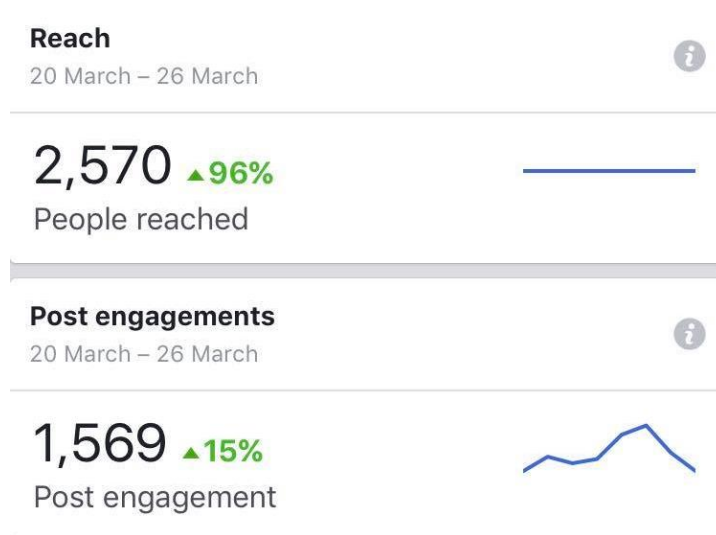 Reach
20 March – 26 March
2,570 ▲96%
People reached
Post engagements
20 March – 26 March
1,569 ▲15%
Post engagement